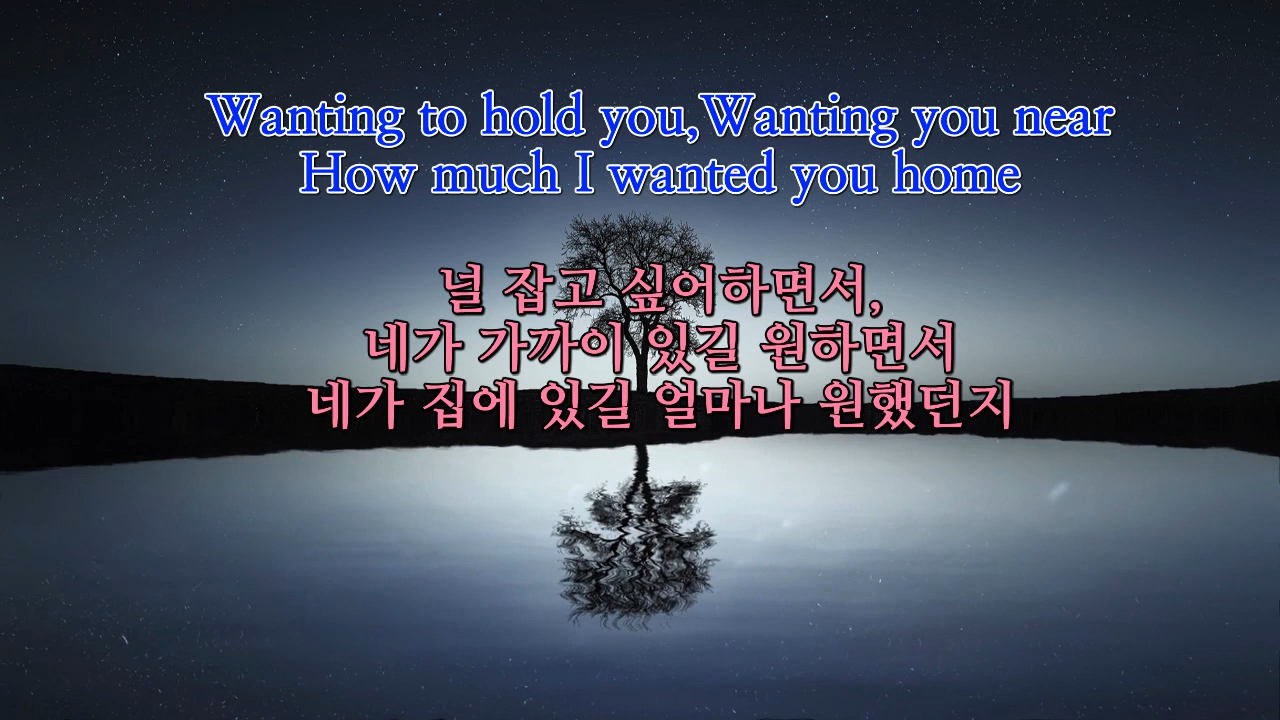 Wanting to hold you,Wanting you near
How much I wanted you home
널 잡고 싶어하면서,
네가 가까이 있길 원하면서
네가 집에 있길 얼마나 원했던지